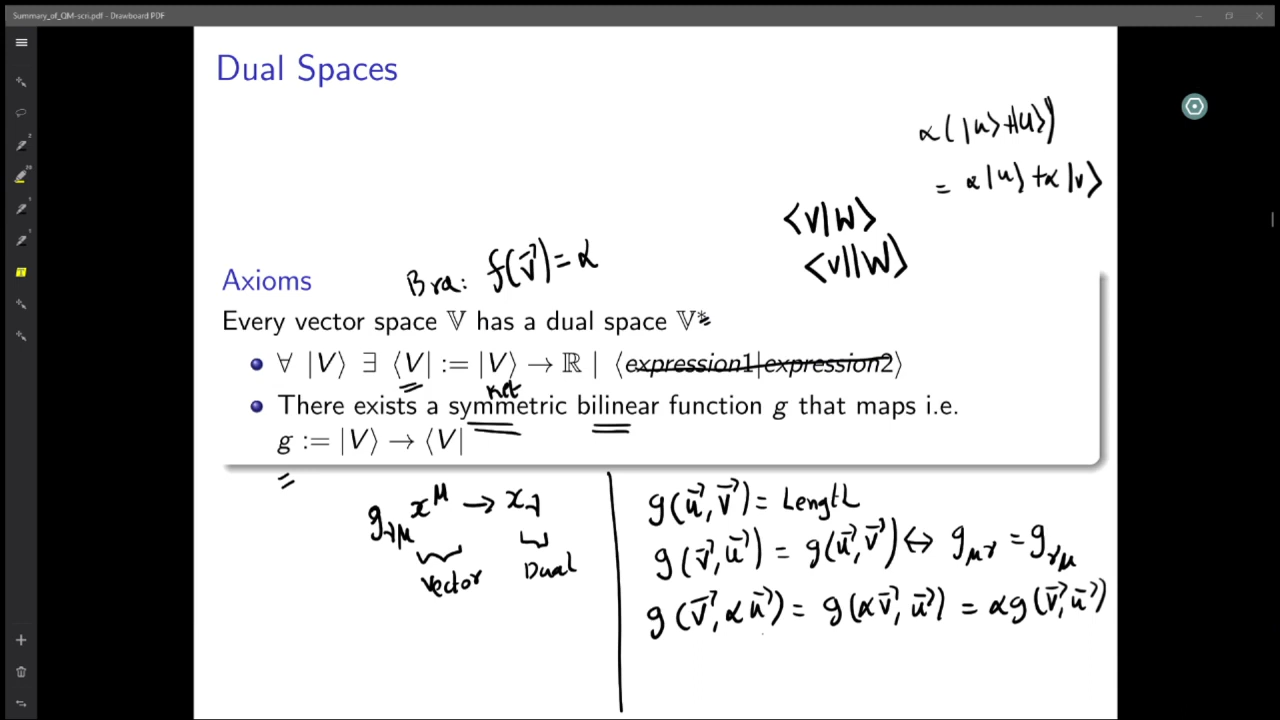 Summary_of_QM-scri.pdf - Drawboard PDF
Dual Spaces
α(|u⟩+|u⟩)
= α|u⟩ + α|v⟩
⟨v|w⟩
⟨v||w⟩
Bra: f(v⃗) = α
Axioms
Every vector space 𝕍 has a dual space 𝕍*
∀ |V⟩ ∃ ⟨V| := |V⟩ → ℝ | ⟨expression1|expression2⟩
ket
There exists a symmetric bilinear function g that maps i.e.
g := |V⟩ → ⟨V|
g_νμ x^μ → x_ν
Vector Dual
g(u⃗, v⃗) = Length
g(v⃗, u⃗) = g(u⃗, v⃗) ↔ g_μν = g_νμ
g(v⃗, αu⃗) = g(αv⃗, u⃗) = αg(v⃗, u⃗)